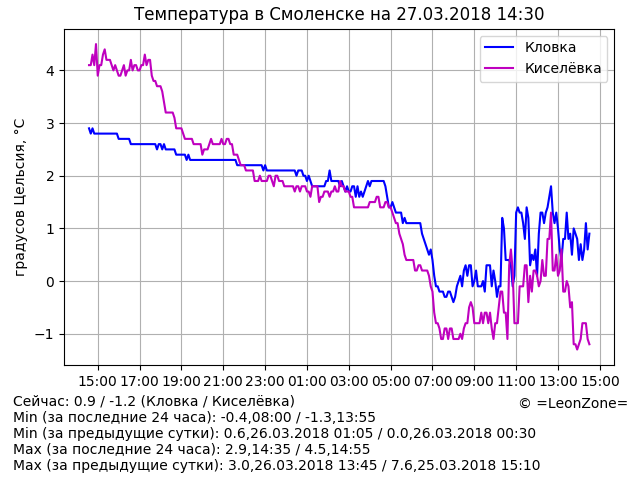 Температура в Смоленске на 27.03.2018 14:30
Кловка
Киселёвка
градусов Цельсия, °C
4
3
2
1
0
−1
15:00 17:00 19:00 21:00 23:00 01:00 03:00 05:00 07:00 09:00 11:00 13:00 15:00
Сейчас: 0.9 / -1.2 (Кловка / Киселёвка)
© =LeonZone=
Min (за последние 24 часа): -0.4,08:00 / -1.3,13:55
Min (за предыдущие сутки): 0.6,26.03.2018 01:05 / 0.0,26.03.2018 00:30
Max (за последние 24 часа): 2.9,14:35 / 4.5,14:55
Max (за предыдущие сутки): 3.0,26.03.2018 13:45 / 7.6,25.03.2018 15:10